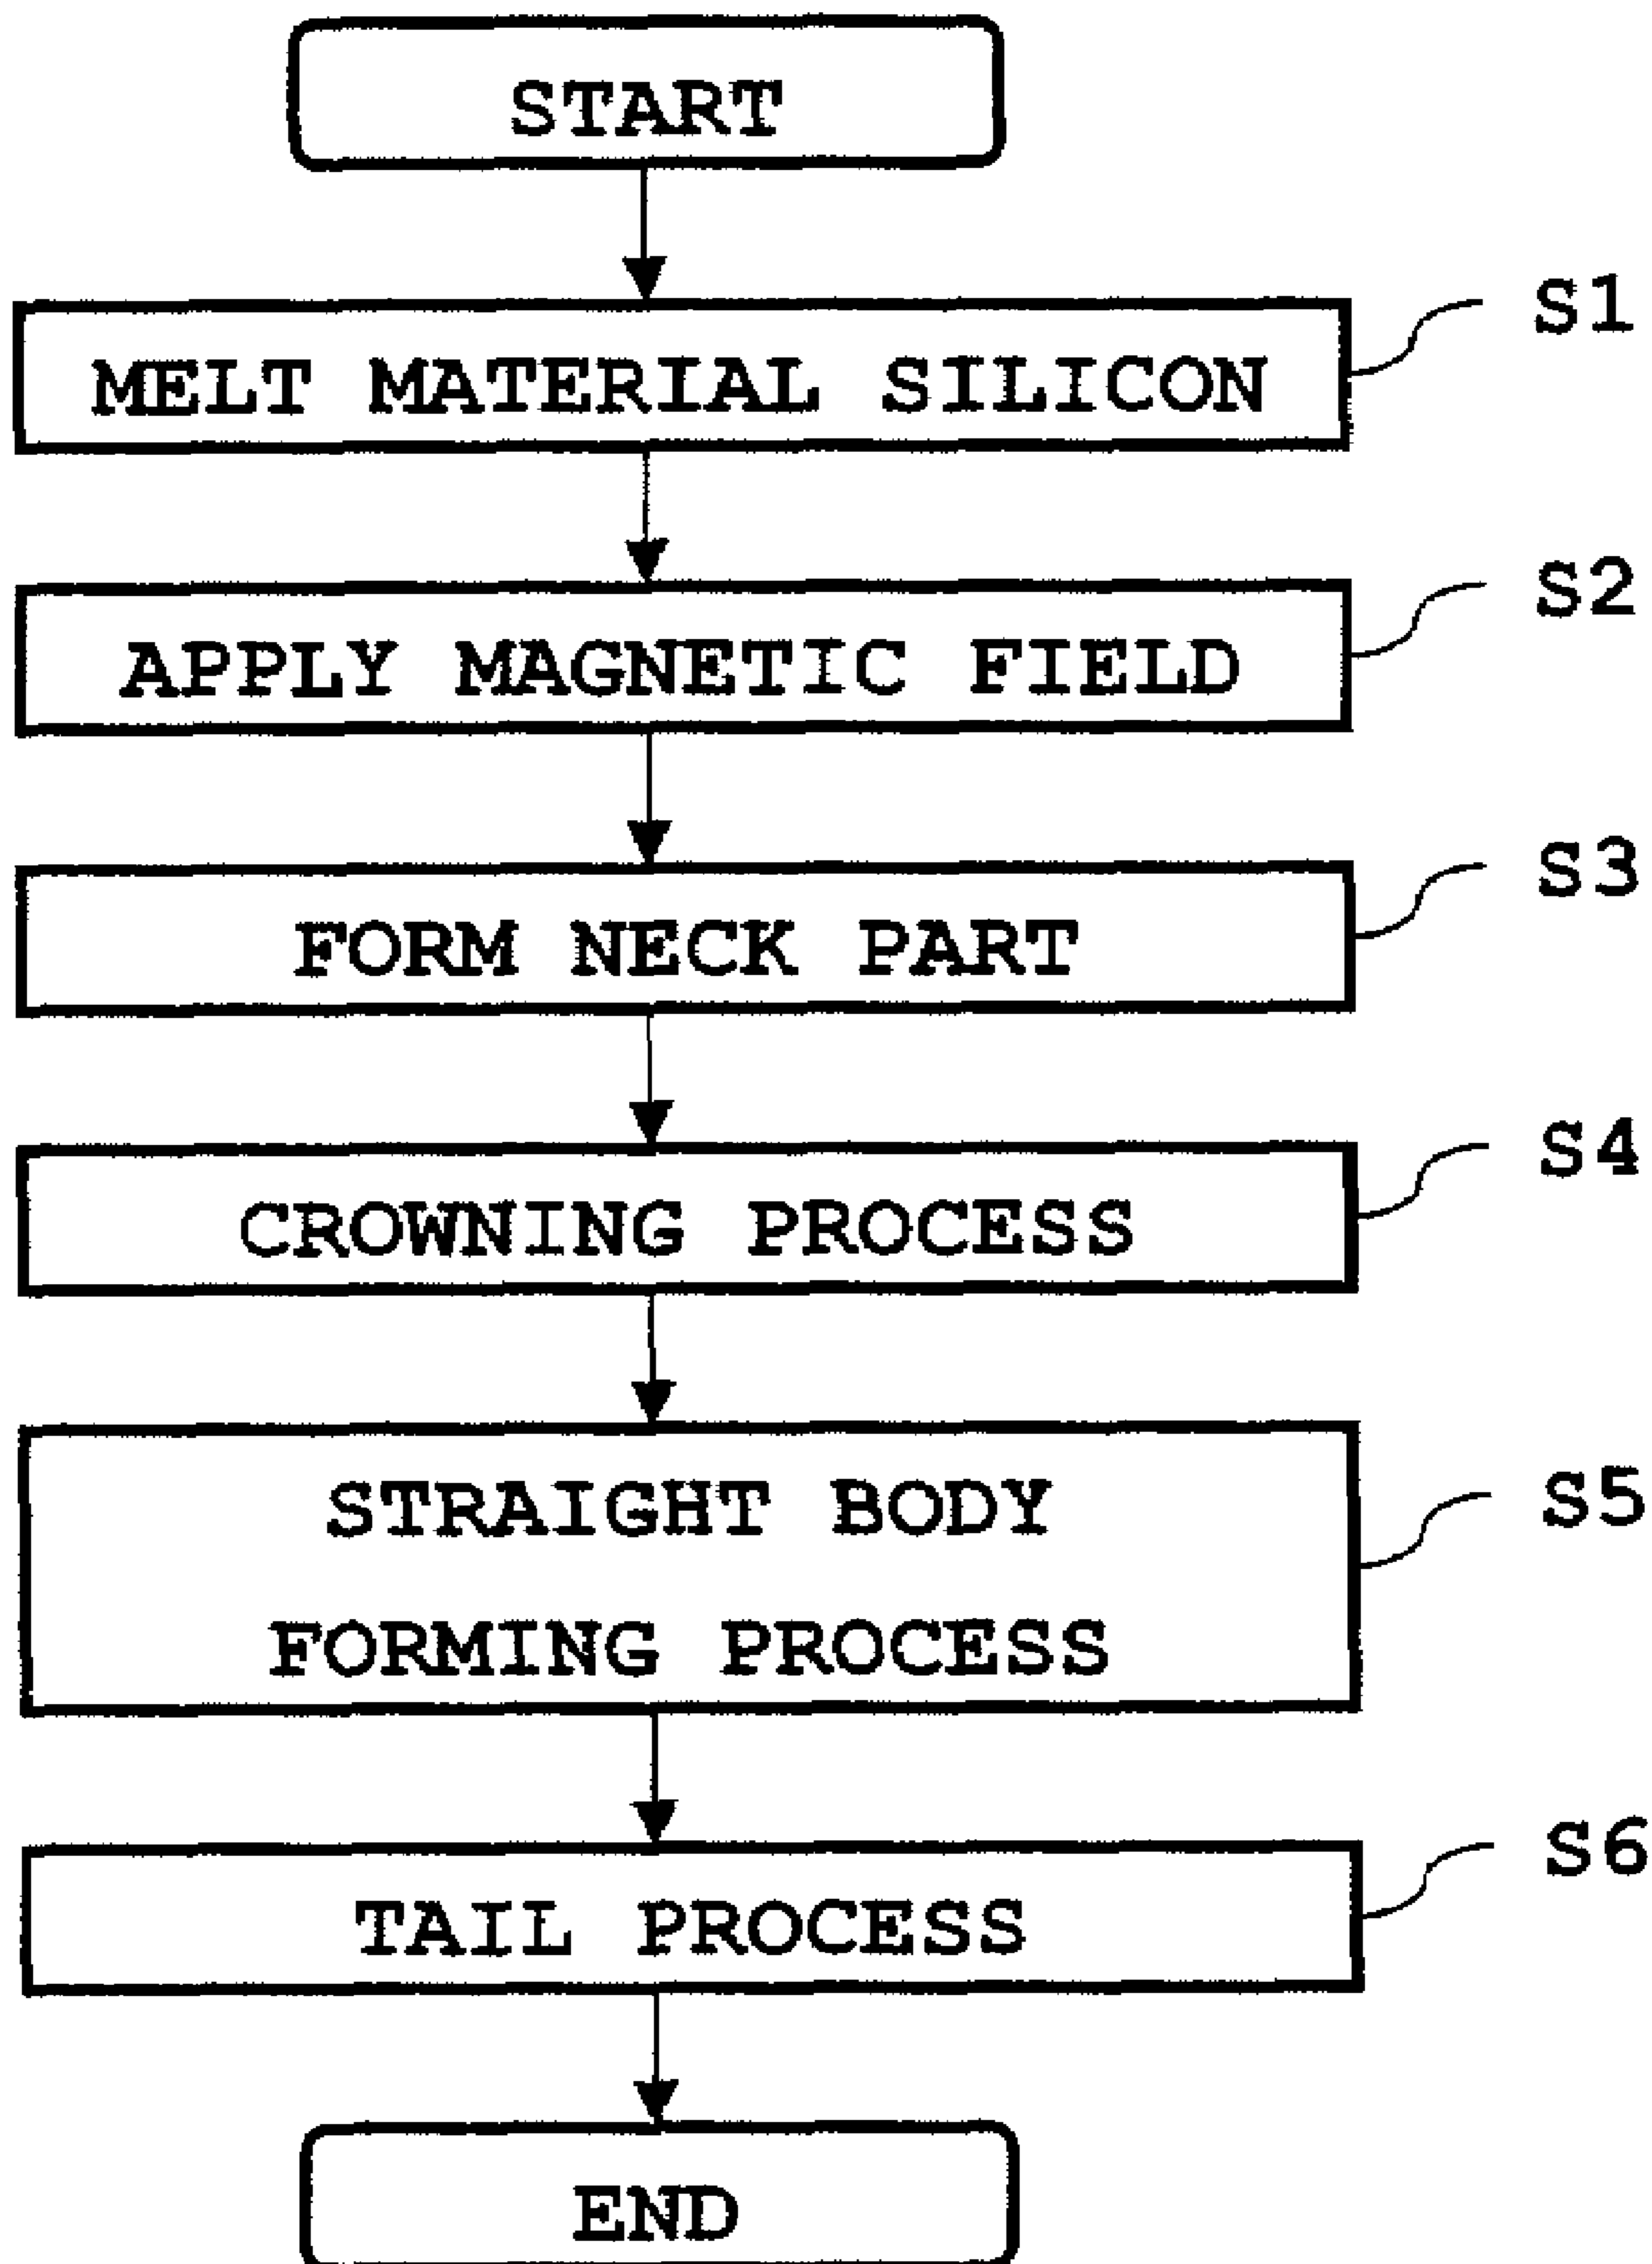 START
MELT MATERIAL SILICON
S1
APPLY MAGNETIC FIELD
S2
FORM NECK PART
S3
CROWNING PROCESS
S4
STRAIGHT BODY
FORMING PROCESS
S5
TAIL PROCESS
S6
END